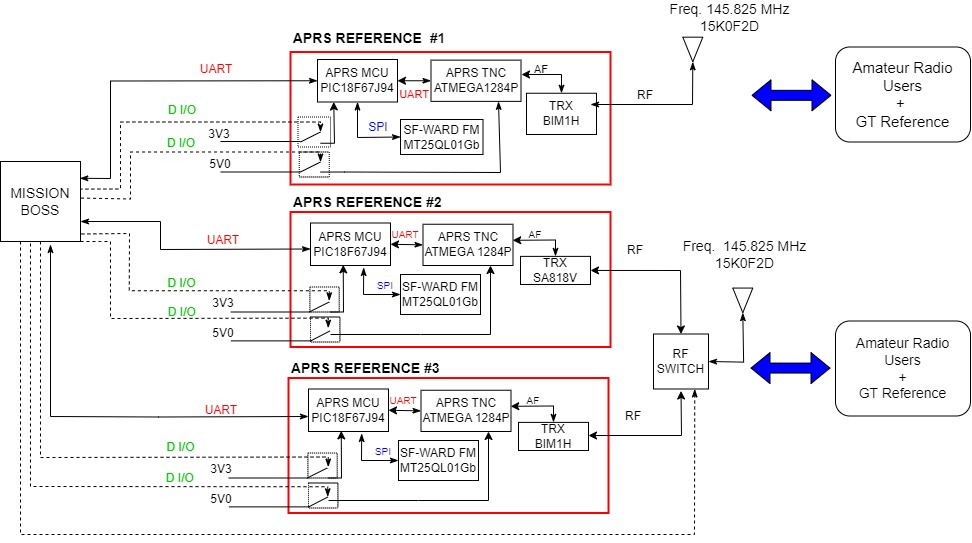 Freq. 145.825 MHz
15K0F2D
APRS REFERENCE #1
UART
APRS MCU
PIC18F67J94
UART
APRS TNC
ATMEGA1284P
AF
TRX
BIM1H
RF
Amateur Radio
Users
+
GT Reference
D I/O
3V3
D I/O
5V0
SPI
SF-WARD FM
MT25QL01Gb
MISSION
BOSS
APRS REFERENCE #2
UART
APRS MCU
PIC18F67J94
UART
APRS TNC
ATMEGA 1284P
AF
TRX
SA818V
RF
Freq. 145.825 MHz
15K0F2D
D I/O
3V3
D I/O
5V0
SPI
SF-WARD FM
MT25QL01Gb
RF
SWITCH
Amateur Radio
Users
+
GT Reference
APRS REFERENCE #3
UART
APRS MCU
PIC18F67J94
UART
APRS TNC
ATMEGA 1284P
AF
TRX
BIM1H
RF
D I/O
3V3
D I/O
5V0
SPI
SF-WARD FM
MT25QL01Gb